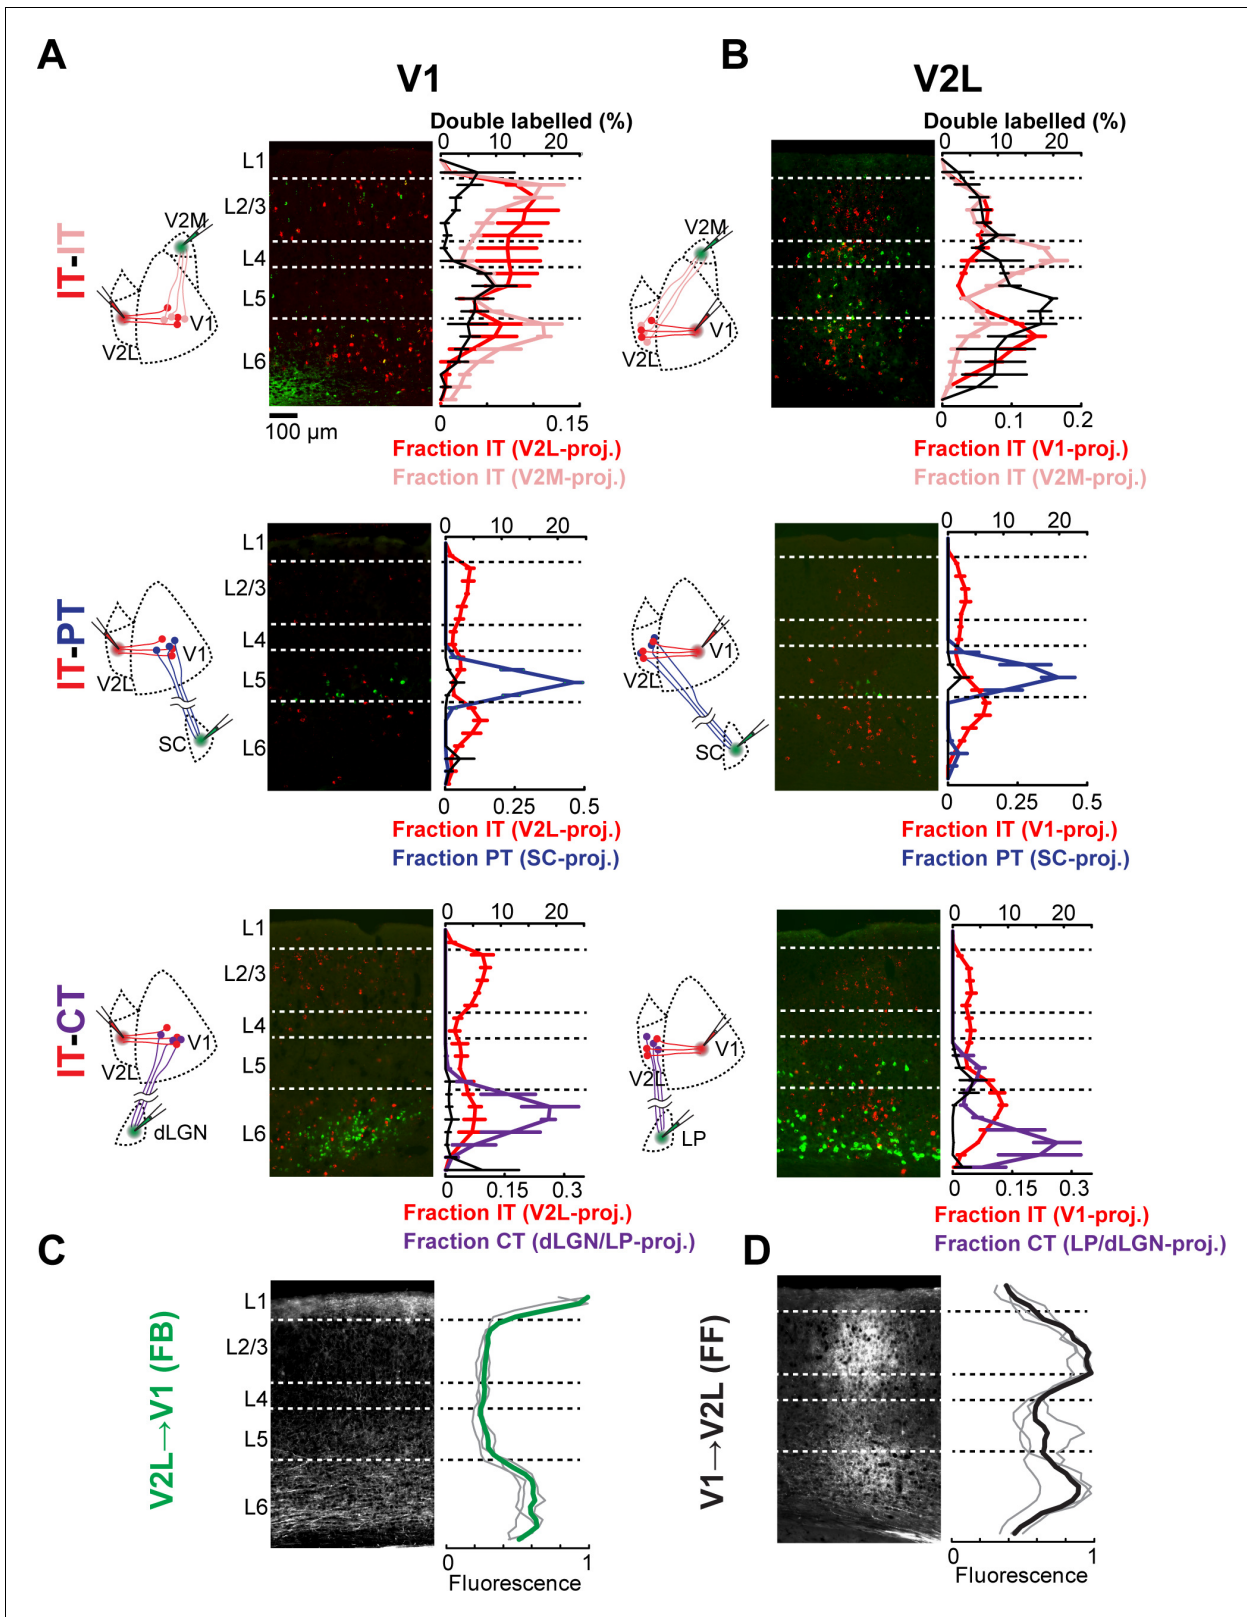 A
B
V1
V2L
Double labelled (%)
0 10 20
Double labelled (%)
0 10 20
IT-IT
V2M
V2L
V1
L1
L2/3
L4
L5
L6
100 µm
0 0.15
Fraction IT (V2L-proj.)
Fraction IT (V2M-proj.)
V2M
V1
V2L
0 0.1 0.2
Fraction IT (V1-proj.)
Fraction IT (V2M-proj.)
IT-PT
V1
V2L
SC
L1
L2/3
L4
L5
L6
0 10 20
0 0.25 0.5
Fraction IT (V2L-proj.)
Fraction PT (SC-proj.)
V1
V2L
SC
0 10 20
0 0.25 0.5
Fraction IT (V1-proj.)
Fraction PT (SC-proj.)
IT-CT
V1
V2L
dLGN
L1
L2/3
L4
L5
L6
0 10 20
0 0.15 0.3
Fraction IT (V2L-proj.)
Fraction CT (dLGN/LP-proj.)
V1
V2L
LP
0 10 20
0 0.15 0.3
Fraction IT (V1-proj.)
Fraction CT (LP/dLGN-proj.)
C
V2L→V1 (FB)
L1
L2/3
L4
L5
L6
0 1
Fluorescence
D
V1→V2L (FF)
0 1
Fluorescence